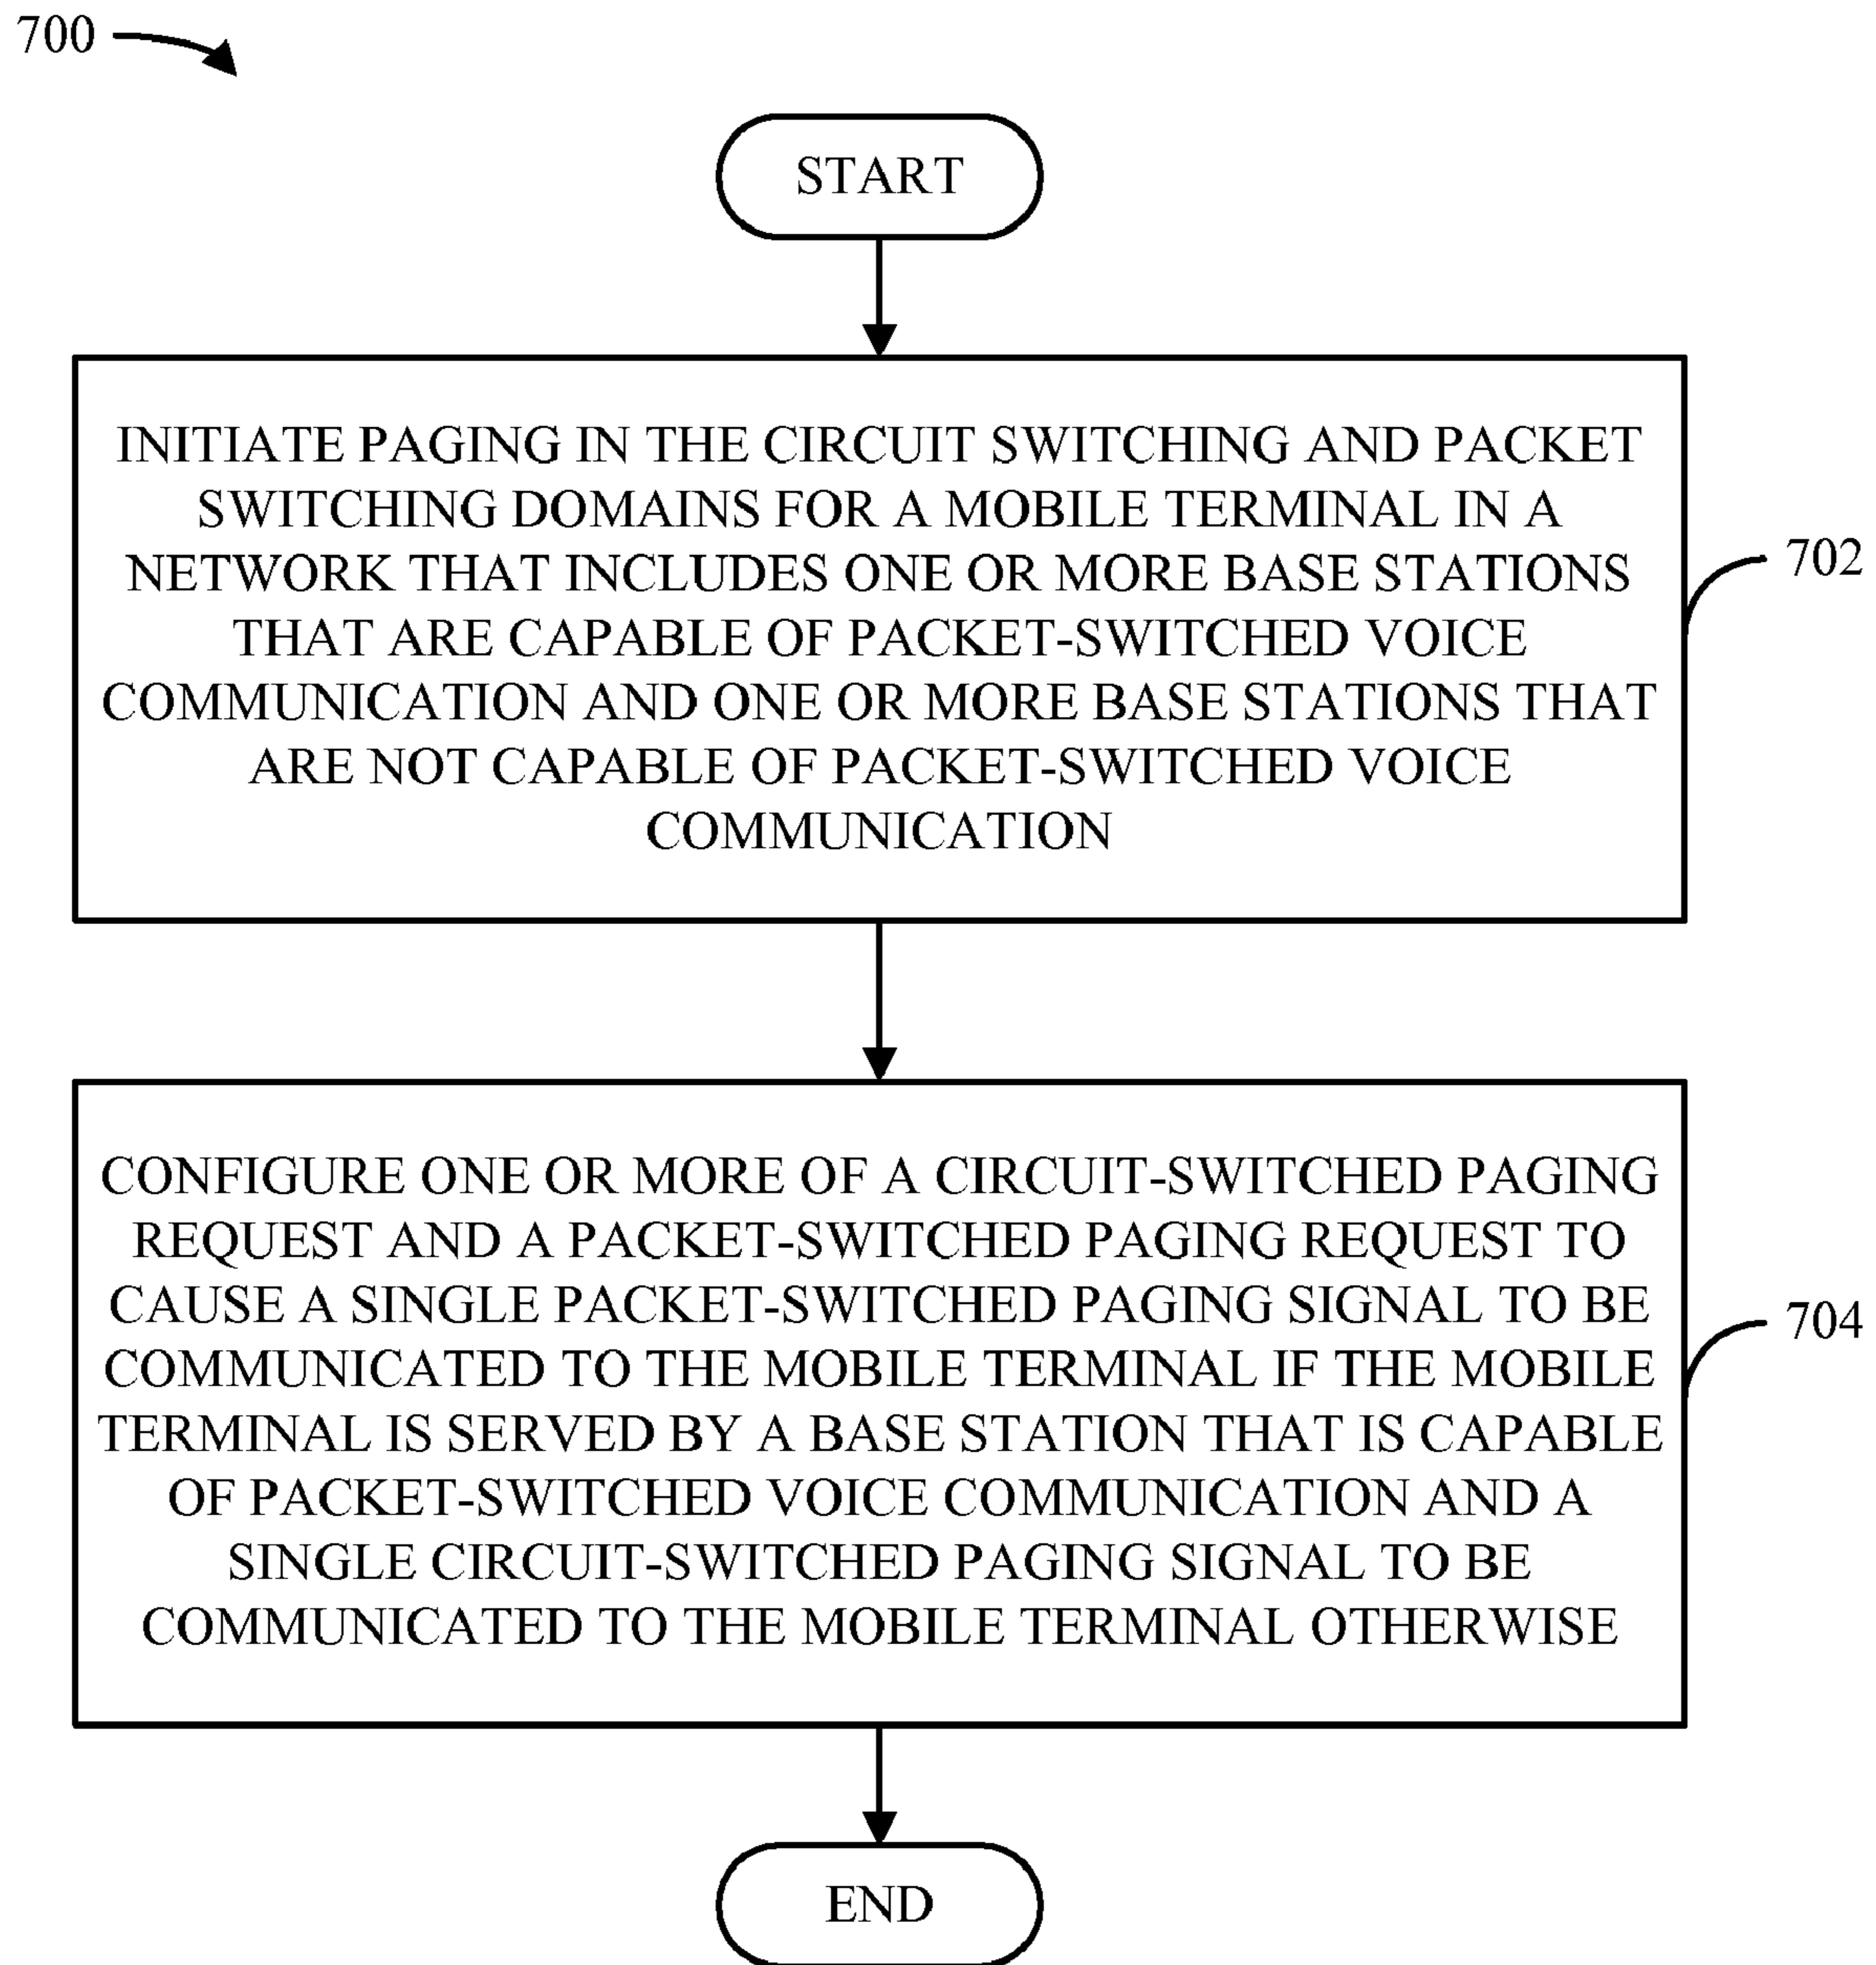 700
START
INITIATE PAGING IN THE CIRCUIT SWITCHING AND PACKET
SWITCHING DOMAINS FOR A MOBILE TERMINAL IN A
NETWORK THAT INCLUDES ONE OR MORE BASE STATIONS
THAT ARE CAPABLE OF PACKET-SWITCHED VOICE
COMMUNICATION AND ONE OR MORE BASE STATIONS THAT
ARE NOT CAPABLE OF PACKET-SWITCHED VOICE
COMMUNICATION
702
CONFIGURE ONE OR MORE OF A CIRCUIT-SWITCHED PAGING
REQUEST AND A PACKET-SWITCHED PAGING REQUEST TO
CAUSE A SINGLE PACKET-SWITCHED PAGING SIGNAL TO BE
COMMUNICATED TO THE MOBILE TERMINAL IF THE MOBILE
TERMINAL IS SERVED BY A BASE STATION THAT IS CAPABLE
OF PACKET-SWITCHED VOICE COMMUNICATION AND A
SINGLE CIRCUIT-SWITCHED PAGING SIGNAL TO BE
COMMUNICATED TO THE MOBILE TERMINAL OTHERWISE
704
END